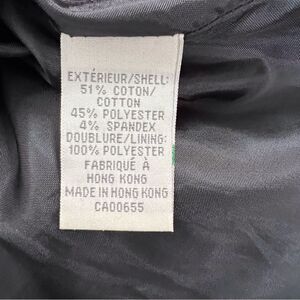 EXTÉRIEUR/SHELL:
51% COTON/
COTTON
45% POLYESTER
4% SPANDEX
DOUBLURE/LINING:
100% POLYESTER
FABRIQUÉ À
HONG KONG
MADE IN HONG KONG
CA00655